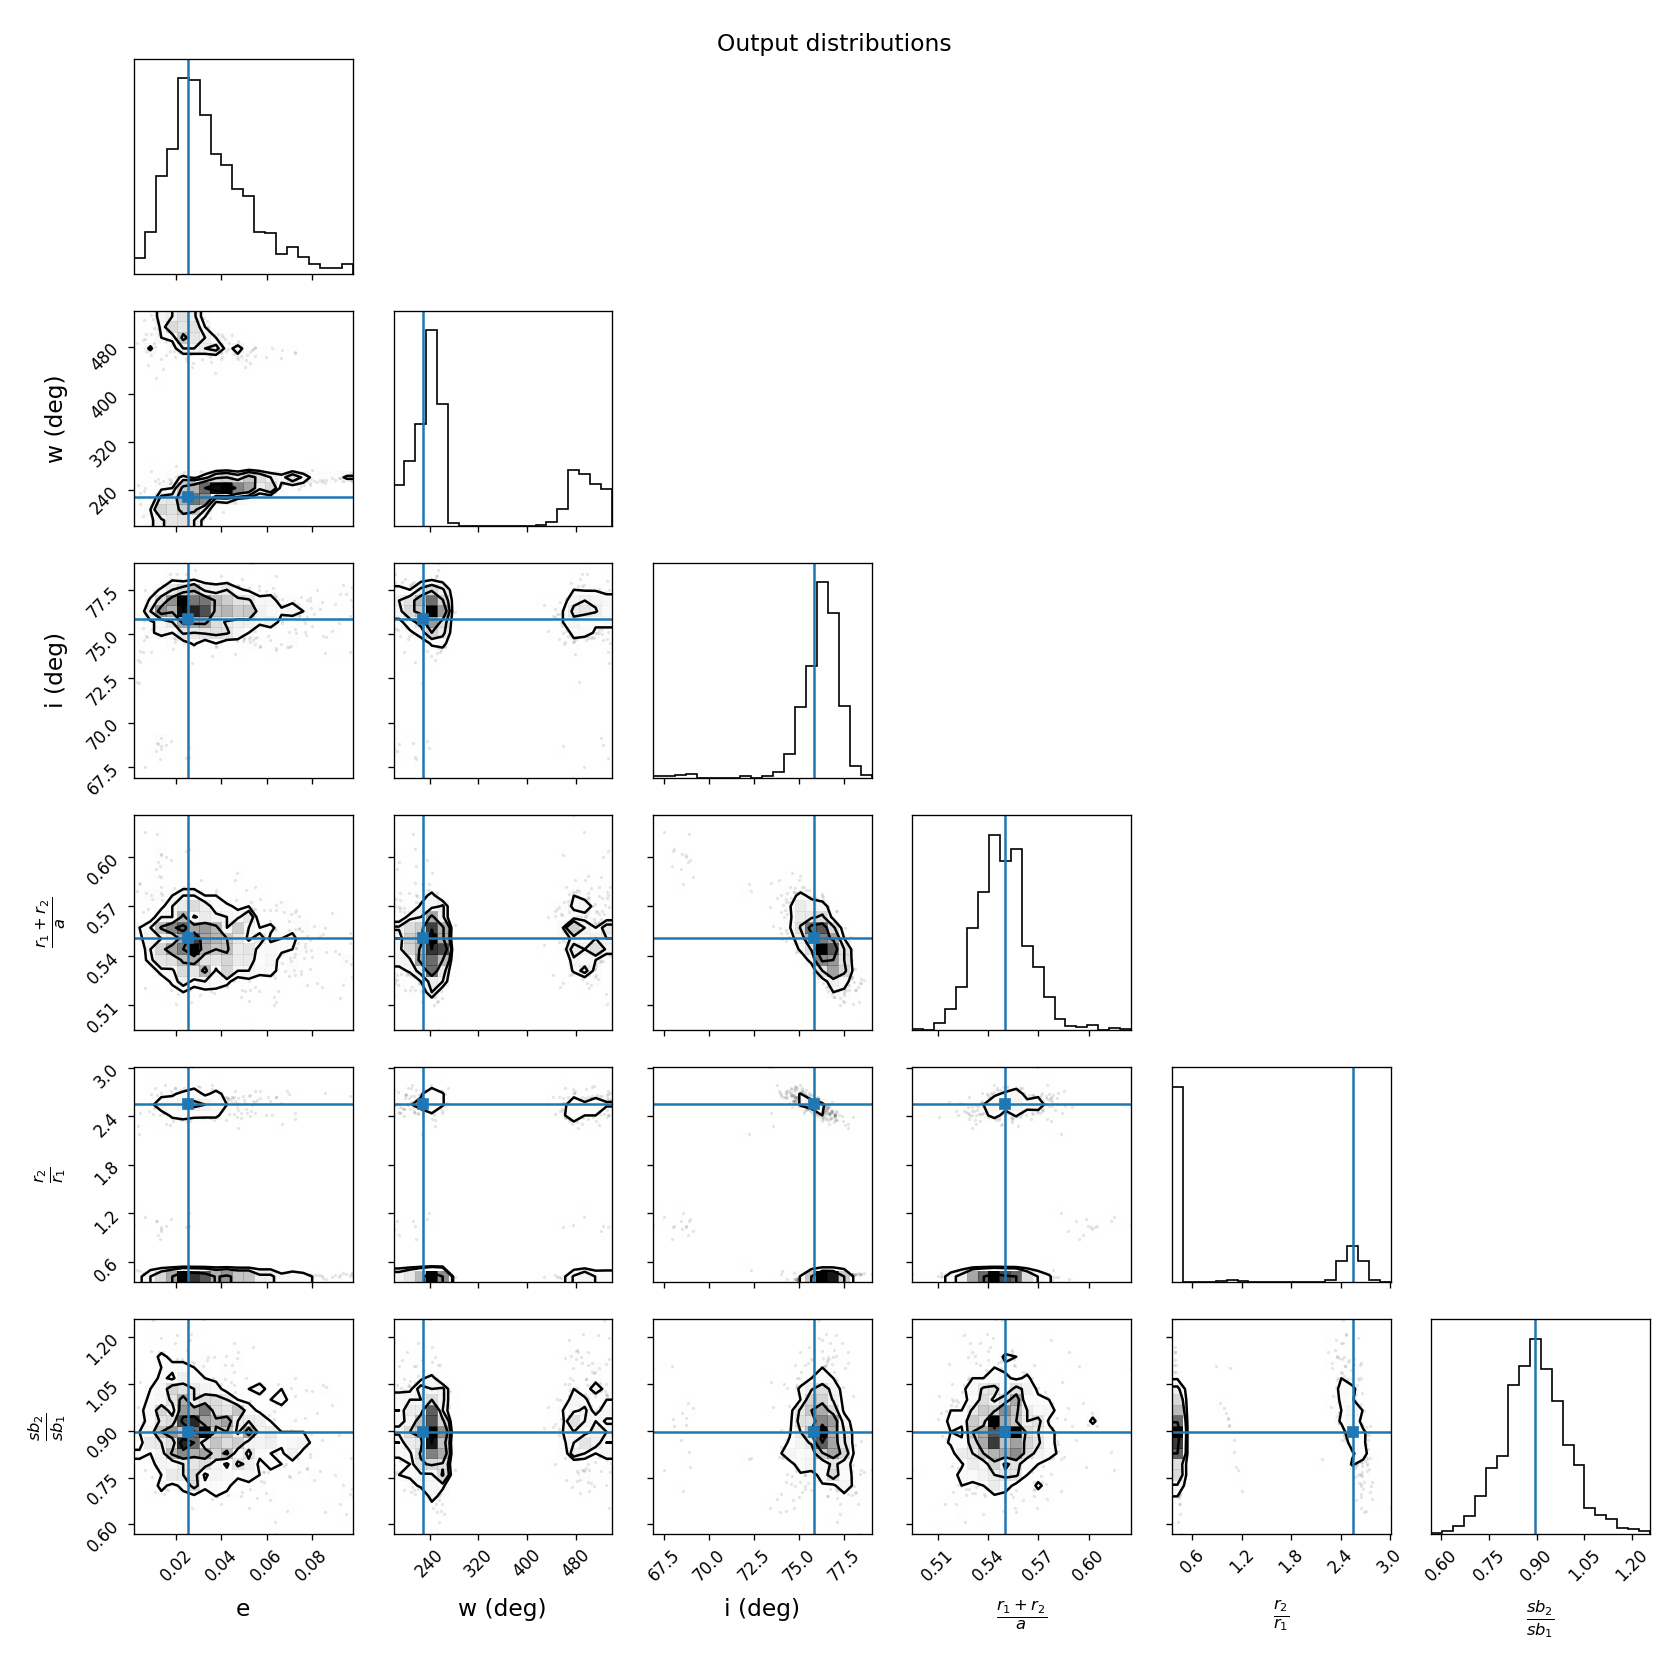 Output distributions
w (deg)
480
400
320
240
i (deg)
77.5
75.0
72.5
70.0
67.5
r₁ + r₂
a
0.60
0.57
0.54
0.51
r₂
r₁
3.0
2.4
1.8
1.2
0.6
sb₂
sb₁
1.20
1.05
0.90
0.75
0.60
0.02 0.04 0.06 0.08
240 320 400 480
67.5 70.0 72.5 75.0 77.5
0.51 0.54 0.57 0.60
0.6 1.2 1.8 2.4 3.0
0.60 0.75 0.90 1.05 1.20
e
w (deg)
i (deg)
r₁ + r₂
a
r₂
r₁
sb₂
sb₁